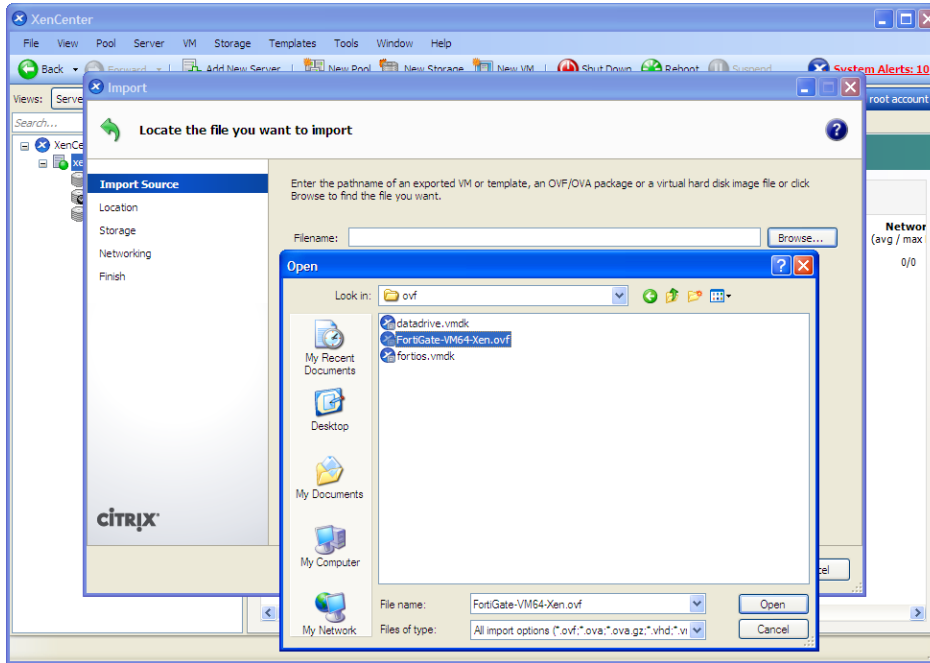 XenCenter
File View Pool Server VM Storage Templates Tools Window Help
Back Forward Add New Server New Pool New Storage New VM Shut Down Reboot Suspend System Alerts: 10
Views: Serve
root account
Search...
XenCe
xe
Import
Locate the file you want to import
Import Source
Location
Storage
Networking
Finish
Enter the pathname of an exported VM or template, an OVF/OVA package or a virtual hard disk image file or click
Browse to find the file you want.
Filename: Browse...
Networ
(avg / max
0/0
Open
Look in: ovf
My Recent
Documents
Desktop
My Documents
My Computer
My Network
datadrive.vmdk
FortiGate-VM64-Xen.ovf
fortios.vmdk
File name: FortiGate-VM64-Xen.ovf Open
Files of type: All import options (*.ovf;*.ova;*.ova.gz;*.vhd;*.v Cancel
CITRIX
cel